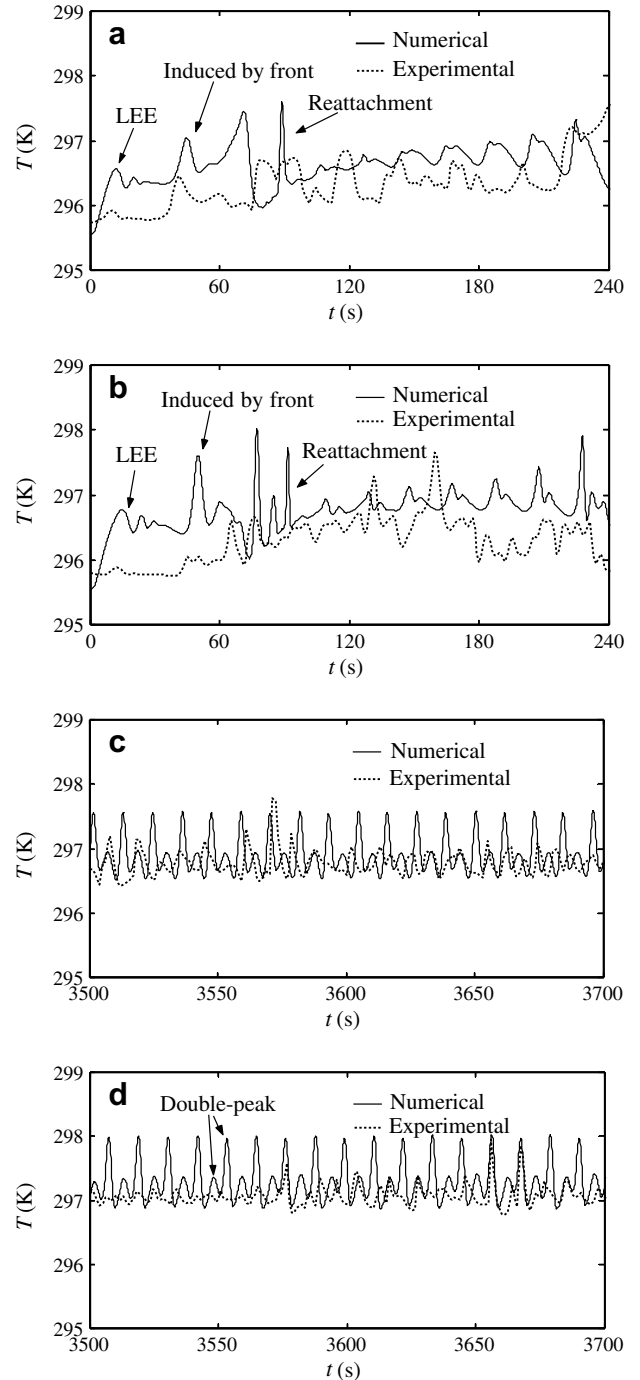 299
a
Numerical
Experimental
298
Induced by front
LEE
Reattachment
T (K)
297
296
295
0 60 120 180 240
t (s)
299
b
Numerical
Experimental
298
Induced by front
LEE
Reattachment
T (K)
297
296
295
0 60 120 180 240
t (s)
299
c
Numerical
Experimental
298
T (K)
297
296
295
3500 3550 3600 3650 3700
t (s)
299
d
Double-peak
Numerical
Experimental
298
T (K)
297
296
295
3500 3550 3600 3650 3700
t (s)